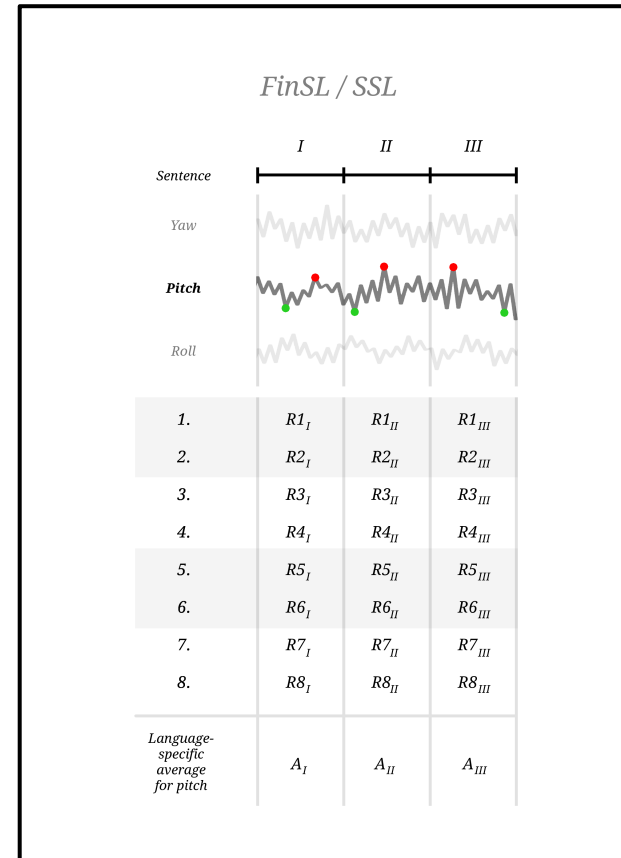 FinSL / SSL
I II III
Sentence
Yaw
Pitch
Roll
1. R1I R1II R1III
2. R2I R2II R2III
3. R3I R3II R3III
4. R4I R4II R4III
5. R5I R5II R5III
6. R6I R6II R6III
7. R7I R7II R7III
8. R8I R8II R8III
Language-
specific
average
for pitch
AI AII AIII